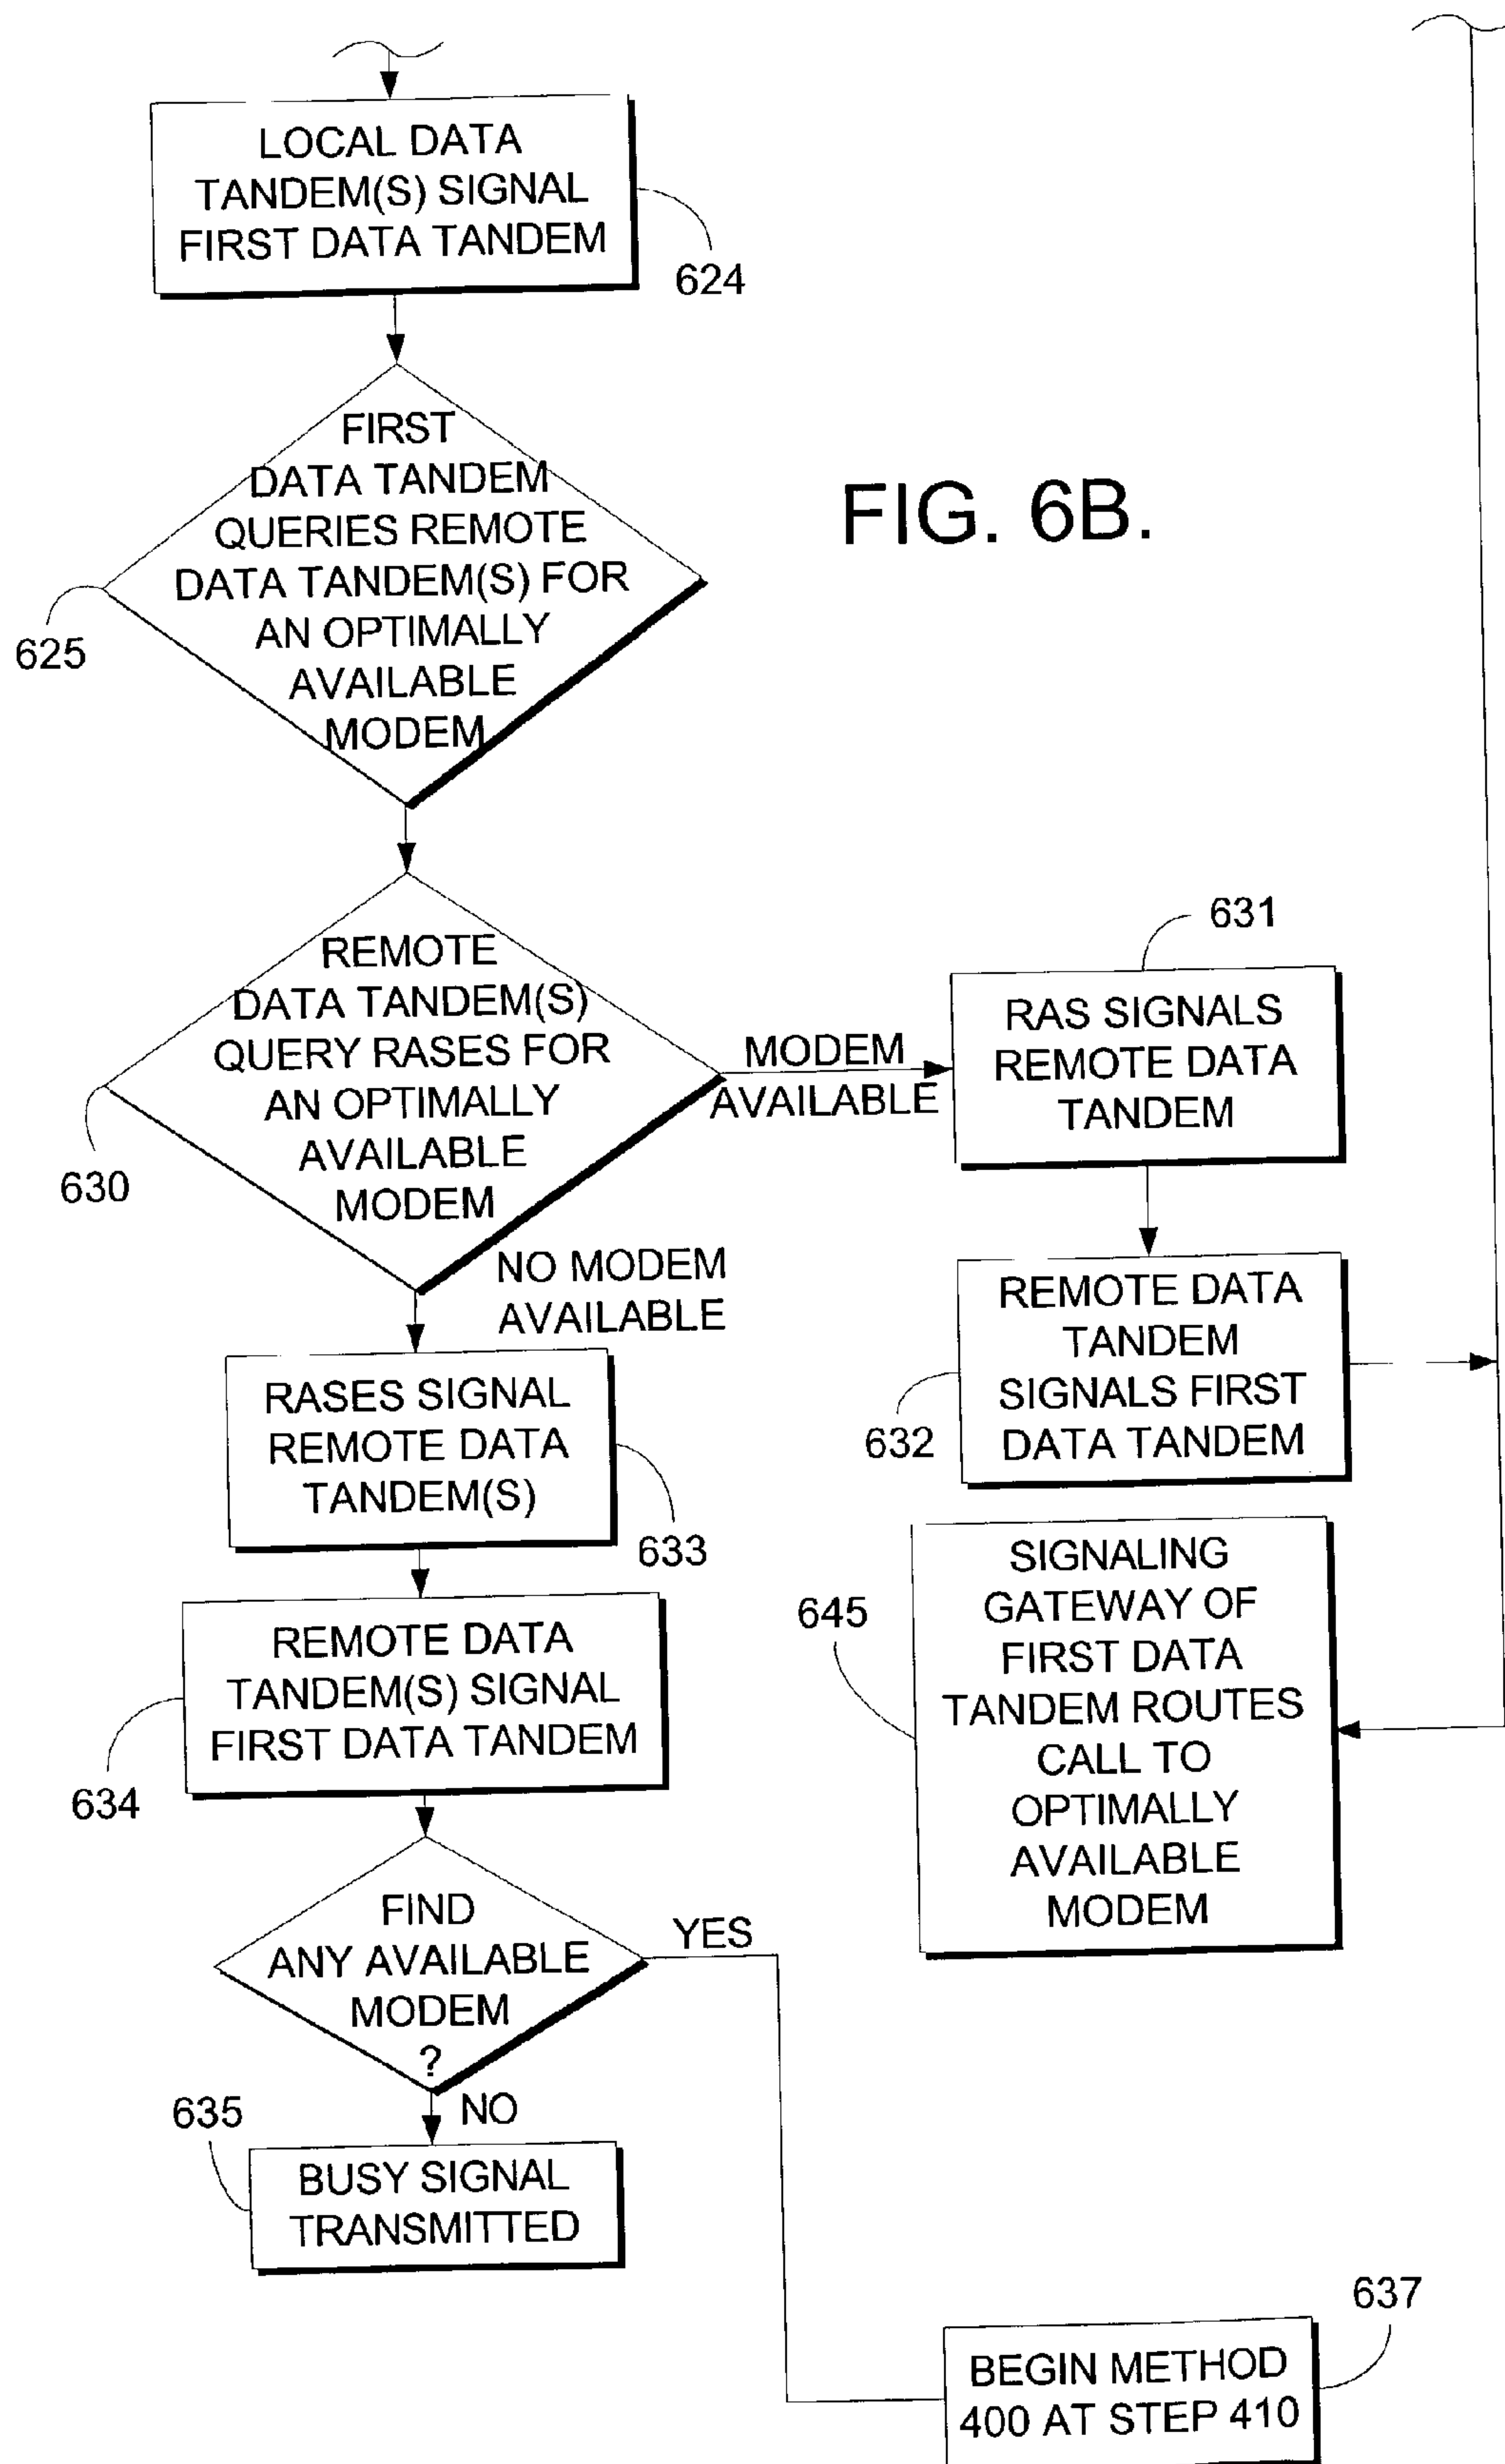 LOCAL DATA
TANDEM(S) SIGNAL
FIRST DATA TANDEM
624
FIRST
DATA TANDEM
QUERIES REMOTE
DATA TANDEM(S) FOR
AN OPTIMALLY
AVAILABLE
MODEM
625
FIG. 6B.
REMOTE
DATA TANDEM(S)
QUERY RASES FOR
AN OPTIMALLY
AVAILABLE
MODEM
630
MODEM
AVAILABLE
631
RAS SIGNALS
REMOTE DATA
TANDEM
NO MODEM
AVAILABLE
REMOTE DATA
TANDEM
SIGNALS FIRST
DATA TANDEM
632
RASES SIGNAL
REMOTE DATA
TANDEM(S)
633
645
SIGNALING
GATEWAY OF
FIRST DATA
TANDEM ROUTES
CALL TO
OPTIMALLY
AVAILABLE
MODEM
REMOTE DATA
TANDEM(S) SIGNAL
FIRST DATA TANDEM
634
FIND
ANY AVAILABLE
MODEM
?
YES
NO
635
BUSY SIGNAL
TRANSMITTED
637
BEGIN METHOD
400 AT STEP 410